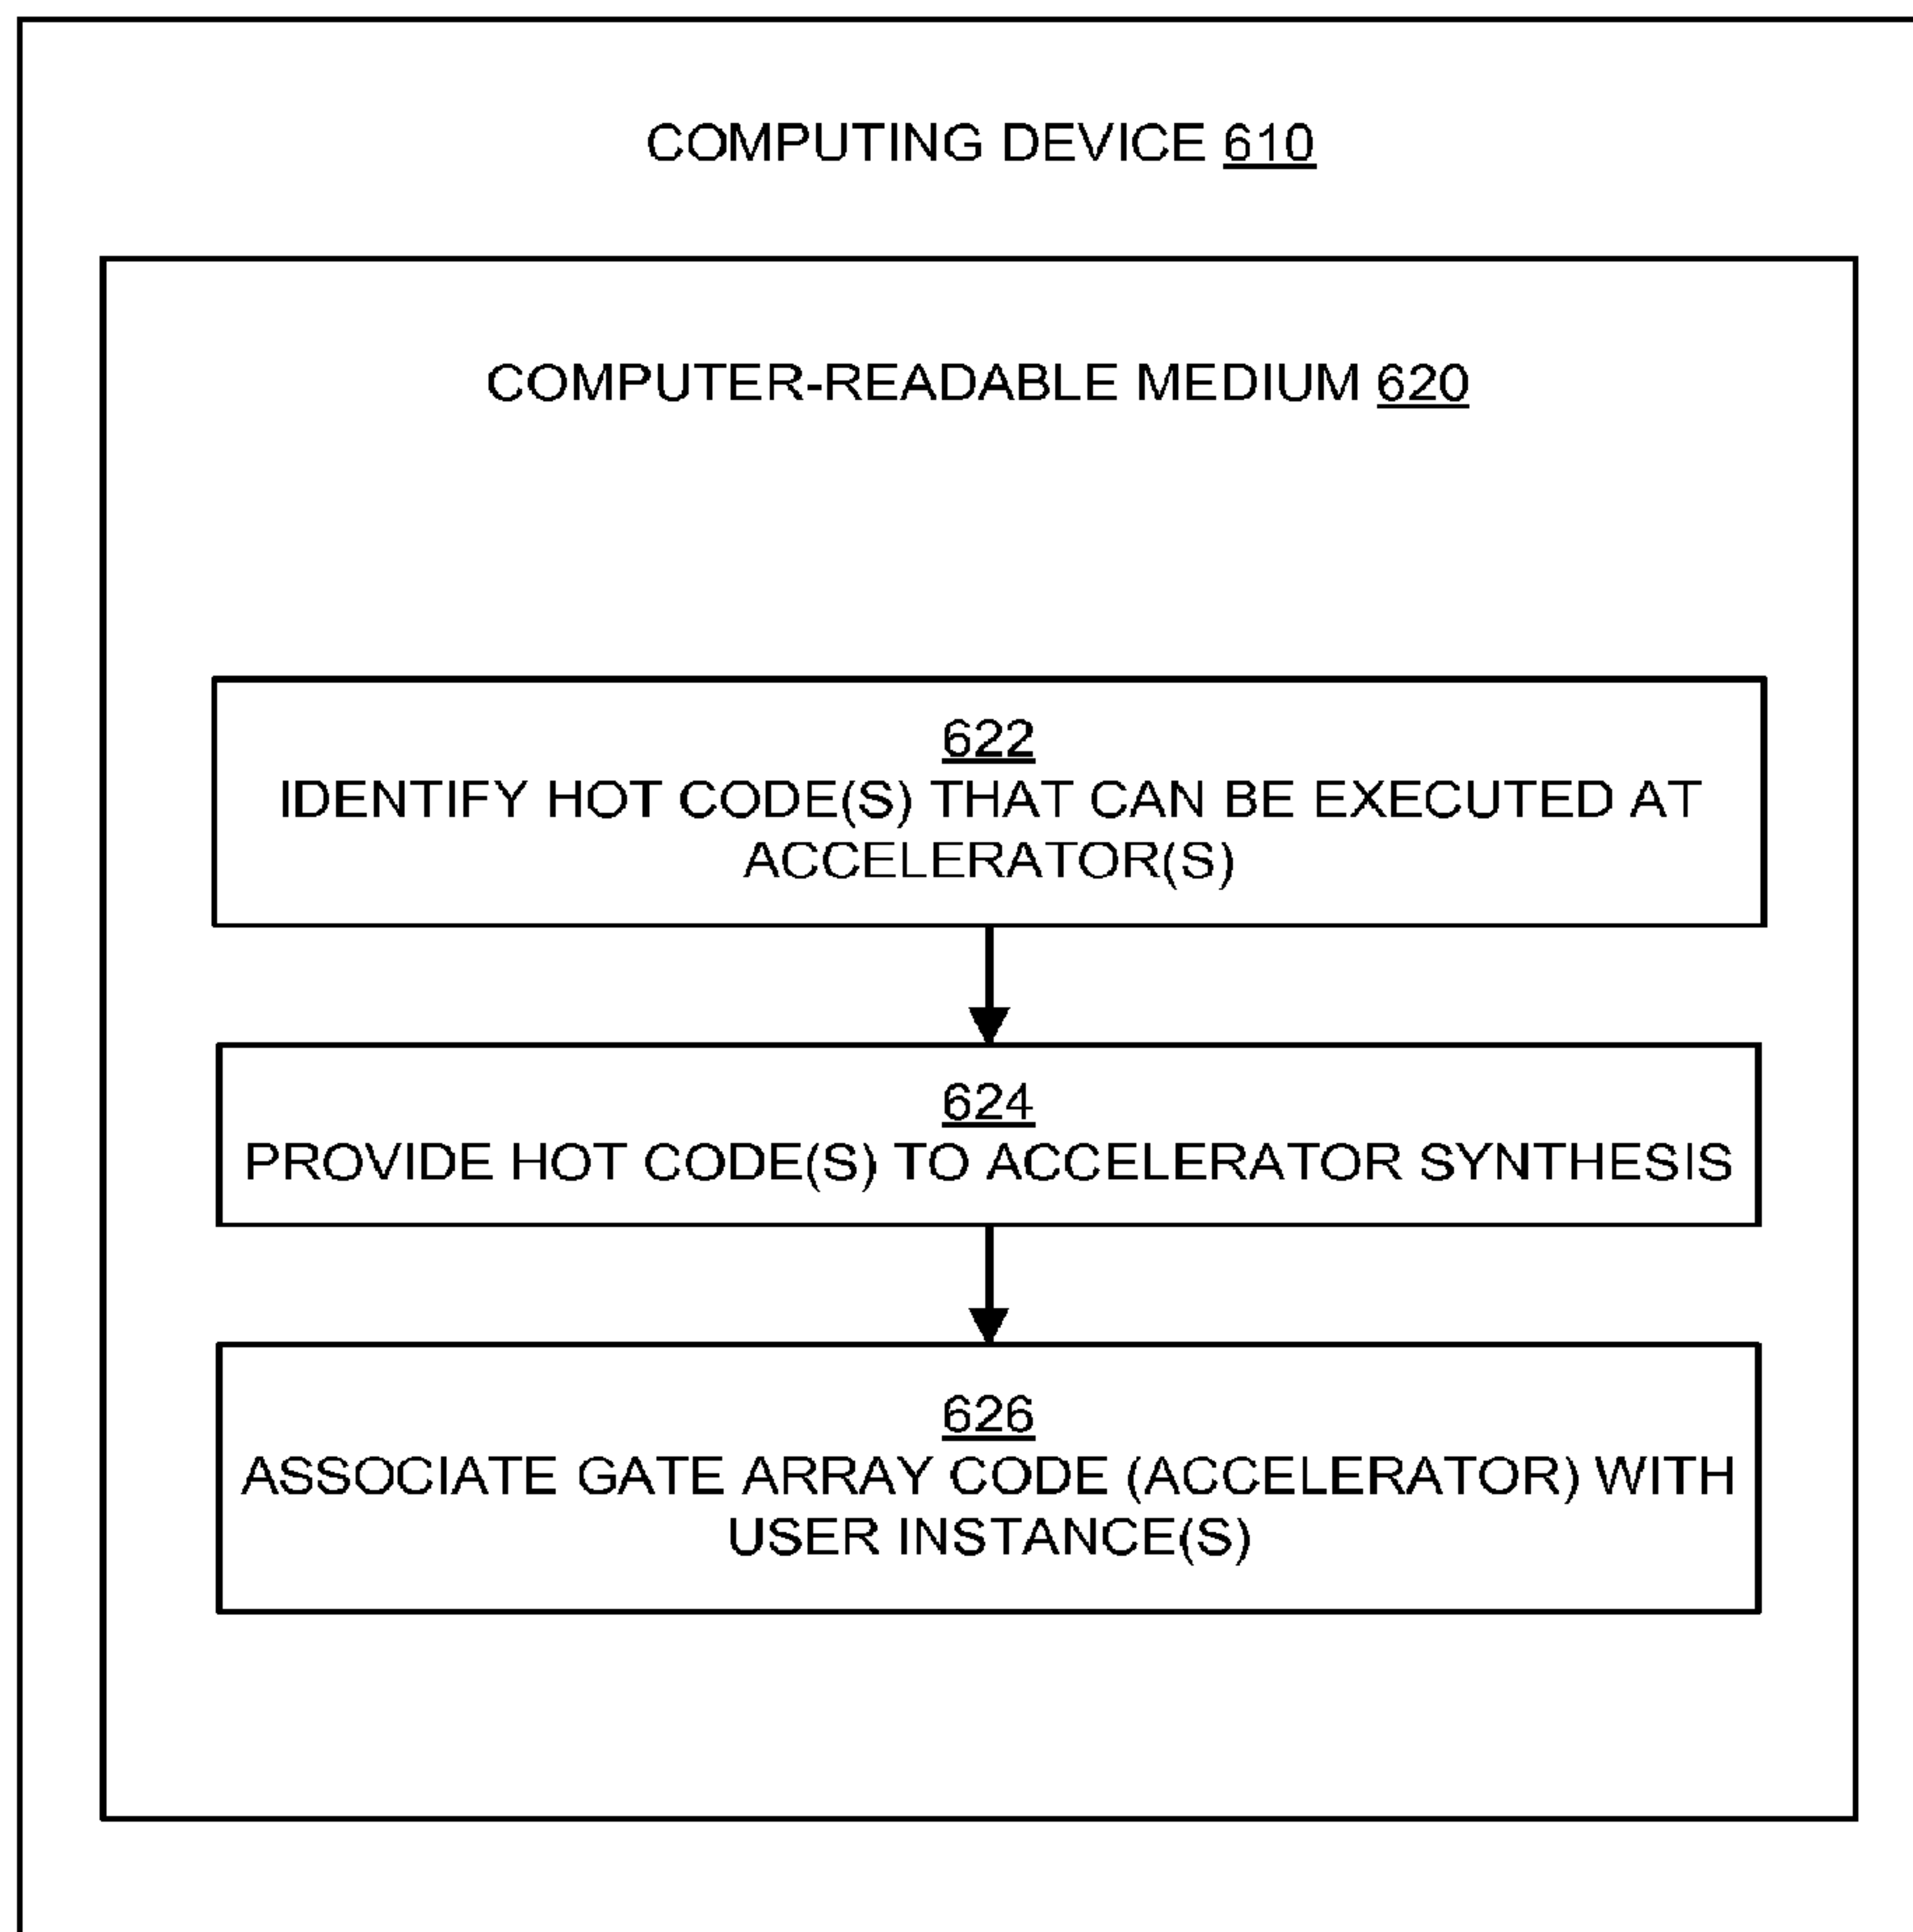 COMPUTING DEVICE 610
COMPUTER-READABLE MEDIUM 620
622
IDENTIFY HOT CODE(S) THAT CAN BE EXECUTED AT
ACCELERATOR(S)
624
PROVIDE HOT CODE(S) TO ACCELERATOR SYNTHESIS
626
ASSOCIATE GATE ARRAY CODE (ACCELERATOR) WITH
USER INSTANCE(S)